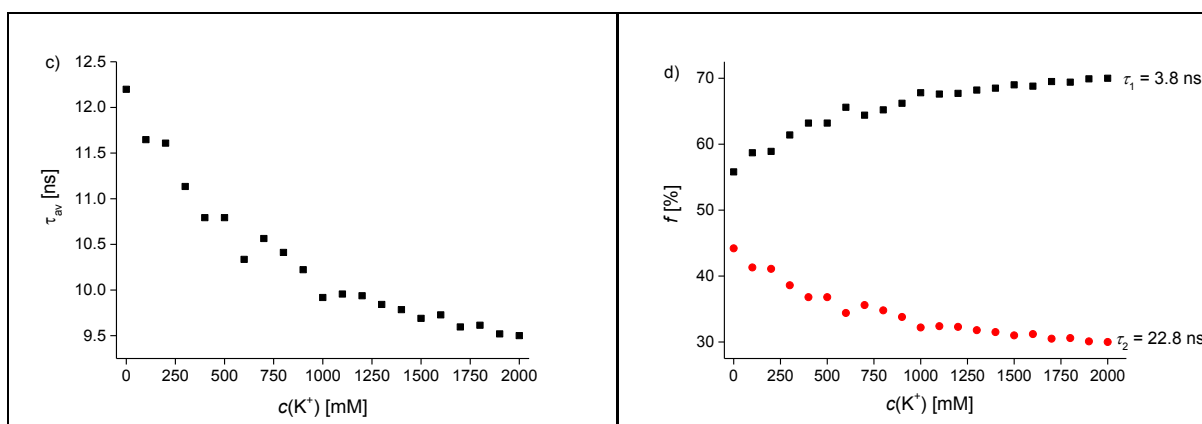 c)
12.5
12.0
11.5
11.0
10.5
10.0
9.5
τav [ns]
0 250 500 750 1000 1250 1500 1750 2000
c(K+) [mM]
d)
70
60
50
40
30
f [%]
τ1 = 3.8 ns
τ2 = 22.8 ns
0 250 500 750 1000 1250 1500 1750 2000
c(K+) [mM]